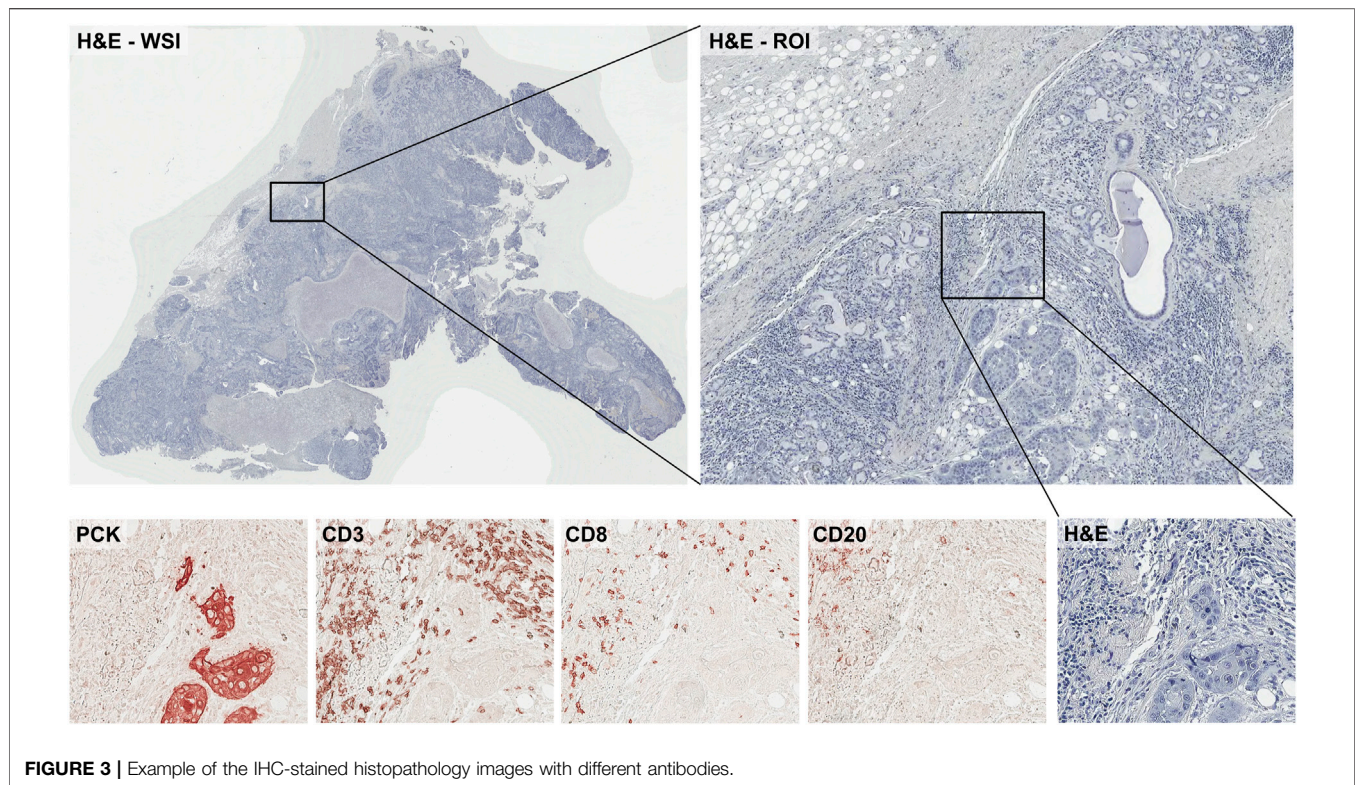 H&E - WSI
H&E - ROI
PCK
CD3
CD8
CD20
H&E
FIGURE 3 | Example of the IHC-stained histopathology images with different antibodies.